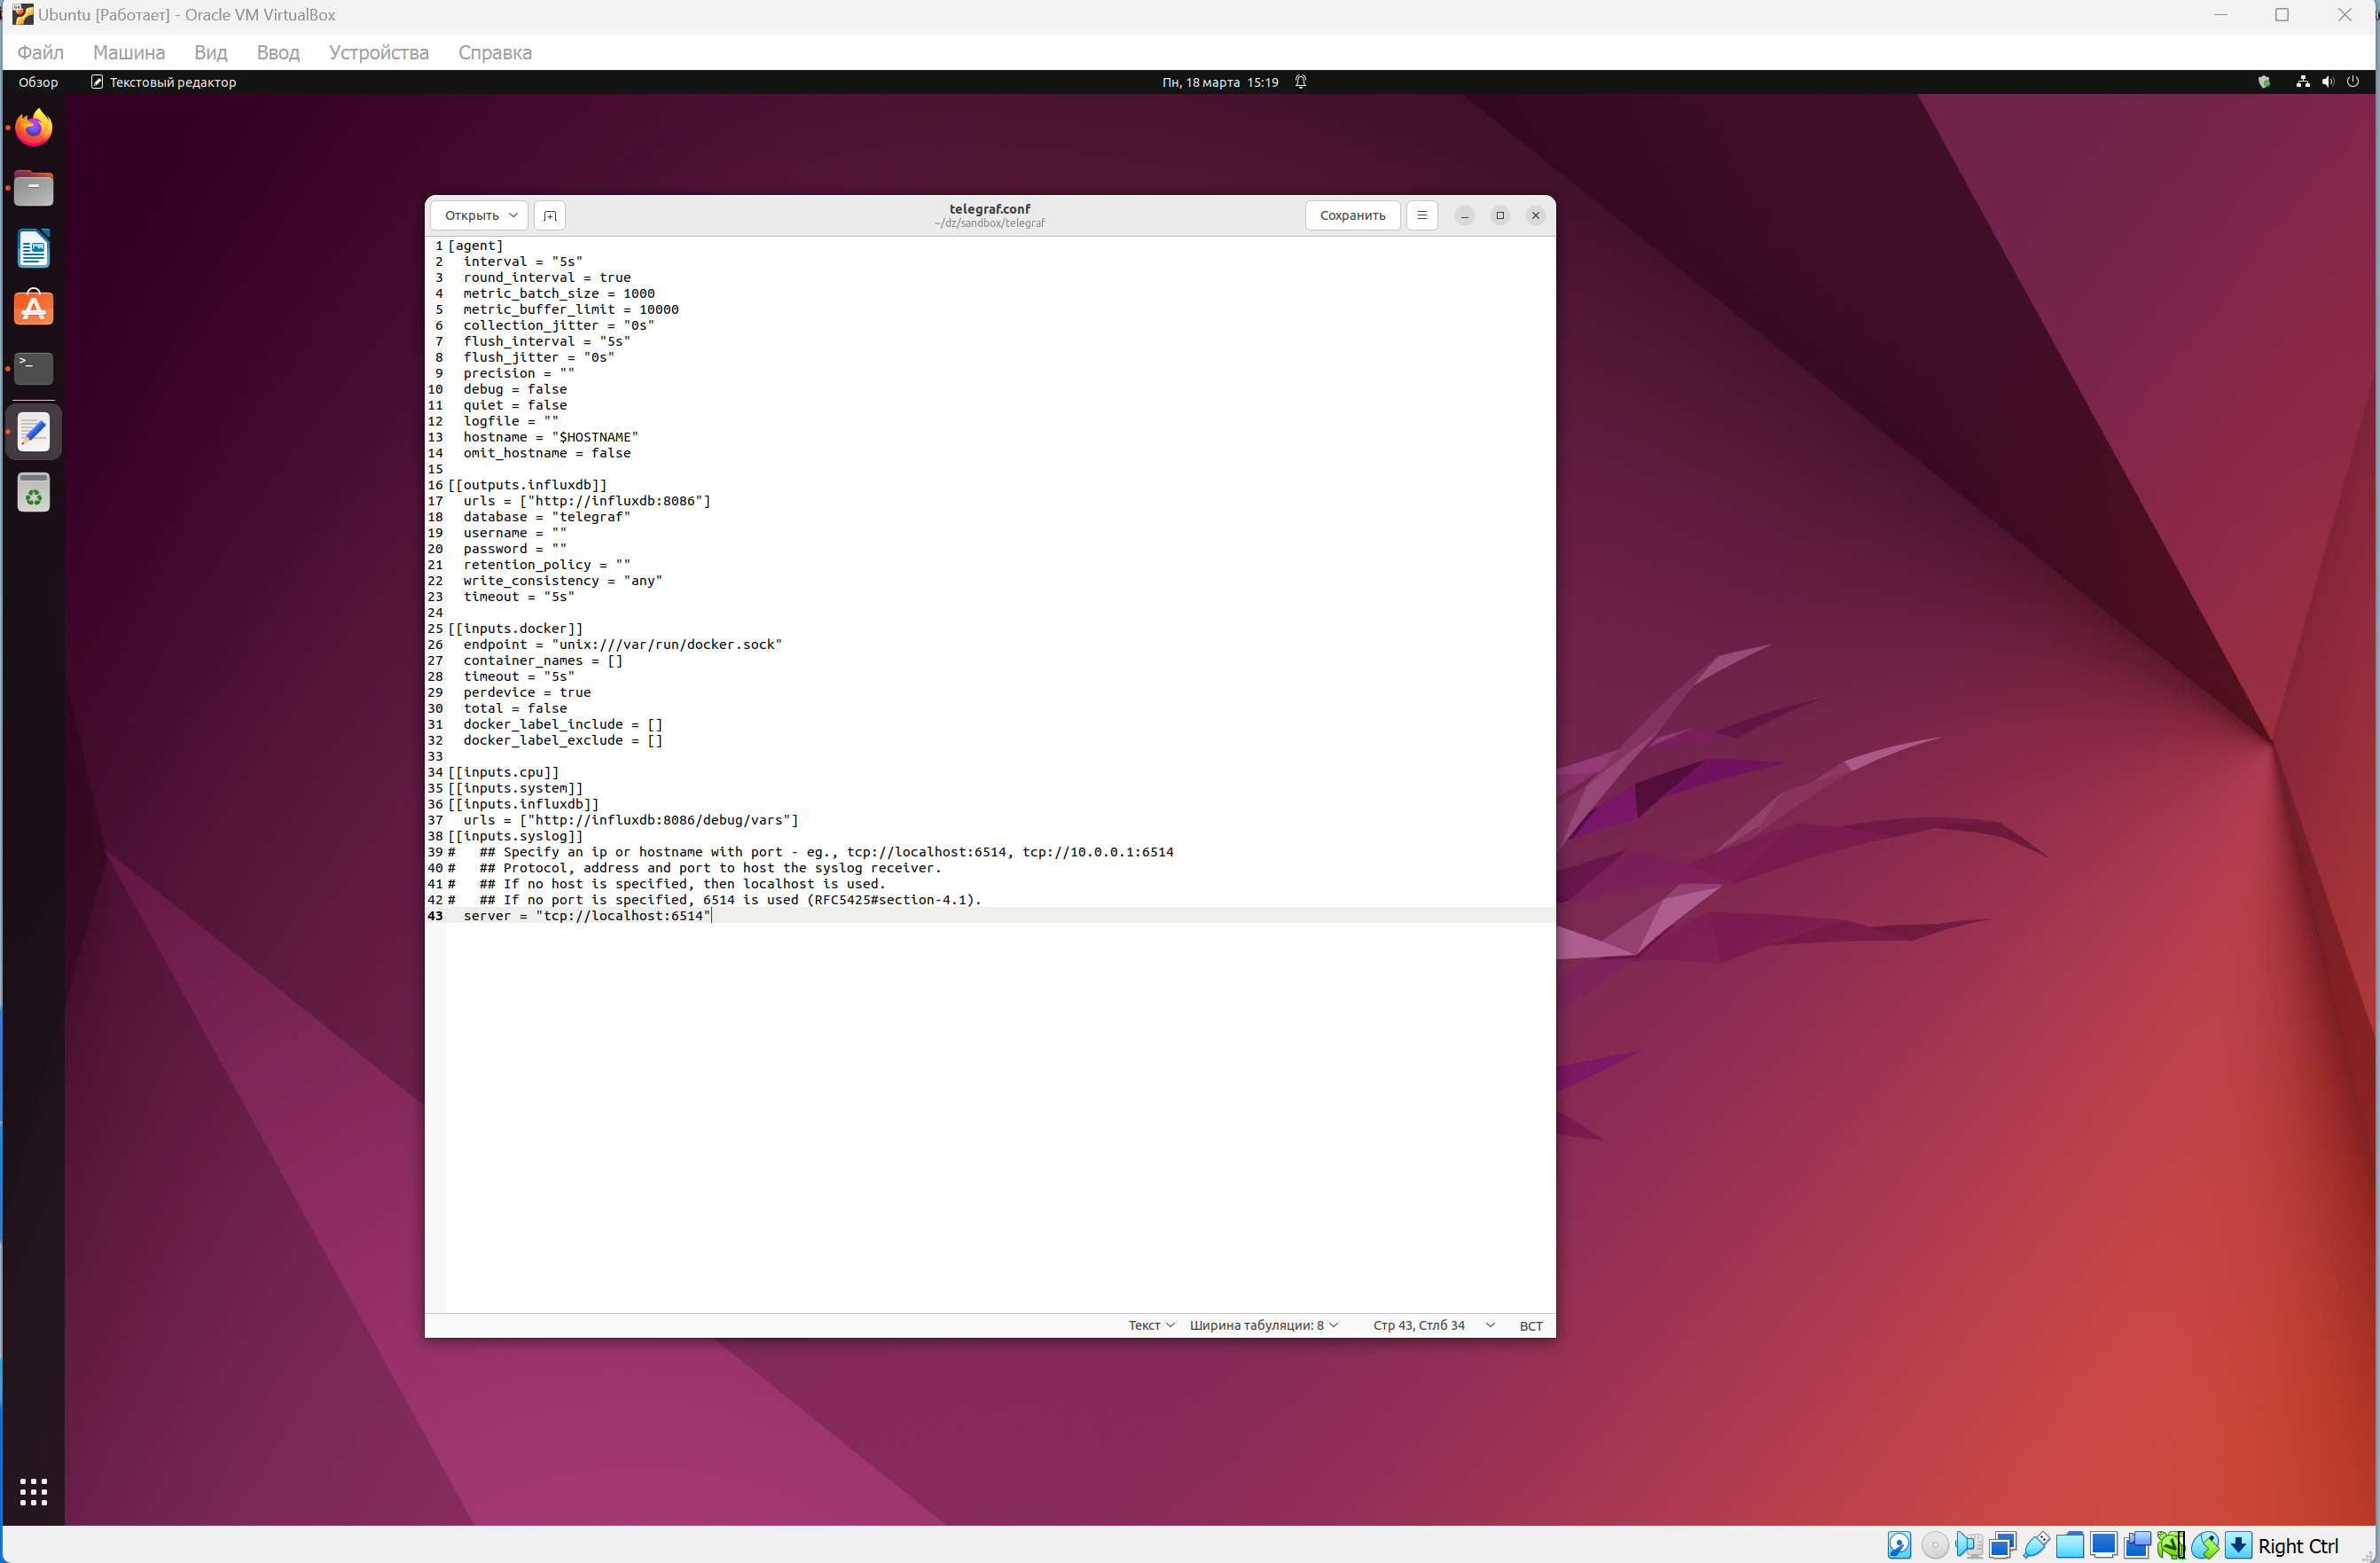 Ubuntu [Работает] - Oracle VM VirtualBox
Файл Машина Вид Ввод Устройства Справка
Обзор Текстовый редактор Пн, 18 марта 15:19
Открыть telegraf.conf Сохранить
~/dz/sandbox/telegraf
1 [agent]
2   interval = "5s"
3   round_interval = true
4   metric_batch_size = 1000
5   metric_buffer_limit = 10000
6   collection_jitter = "0s"
7   flush_interval = "5s"
8   flush_jitter = "0s"
9   precision = ""
10   debug = false
11   quiet = false
12   logfile = ""
13   hostname = "$HOSTNAME"
14   omit_hostname = false
15
16 [[outputs.influxdb]]
17   urls = ["http://influxdb:8086"]
18   database = "telegraf"
19   username = ""
20   password = ""
21   retention_policy = ""
22   write_consistency = "any"
23   timeout = "5s"
24
25 [[inputs.docker]]
26   endpoint = "unix:///var/run/docker.sock"
27   container_names = []
28   timeout = "5s"
29   perdevice = true
30   total = false
31   docker_label_include = []
32   docker_label_exclude = []
33
34 [[inputs.cpu]]
35 [[inputs.system]]
36 [[inputs.influxdb]]
37   urls = ["http://influxdb:8086/debug/vars"]
38 [[inputs.syslog]]
39 #   ## Specify an ip or hostname with port - eg., tcp://localhost:6514, tcp://10.0.0.1:6514
40 #   ## Protocol, address and port to host the syslog receiver.
41 #   ## If no host is specified, then localhost is used.
42 #   ## If no port is specified, 6514 is used (RFC5425#section-4.1).
43   server = "tcp://localhost:6514"
Текст Ширина табуляции: 8 Стр 43, Стлб 34 ВСТ
Right Ctrl